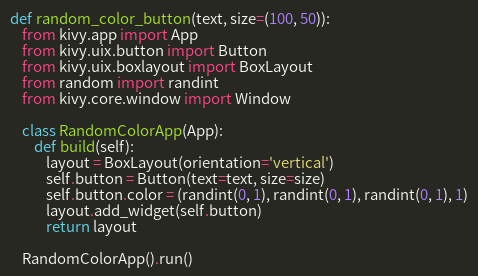 def random_color_button(text, size=(100, 50)):
from kivy.app import App
from kivy.uix.button import Button
from kivy.uix.boxlayout import BoxLayout
from random import randint
from kivy.core.window import Window
class RandomColorApp(App):
def build(self):
layout = BoxLayout(orientation='vertical')
self.button = Button(text=text, size=size)
self.button.color = (randint(0, 1), randint(0, 1), randint(0, 1), 1)
layout.add_widget(self.button)
return layout
RandomColorApp().run()